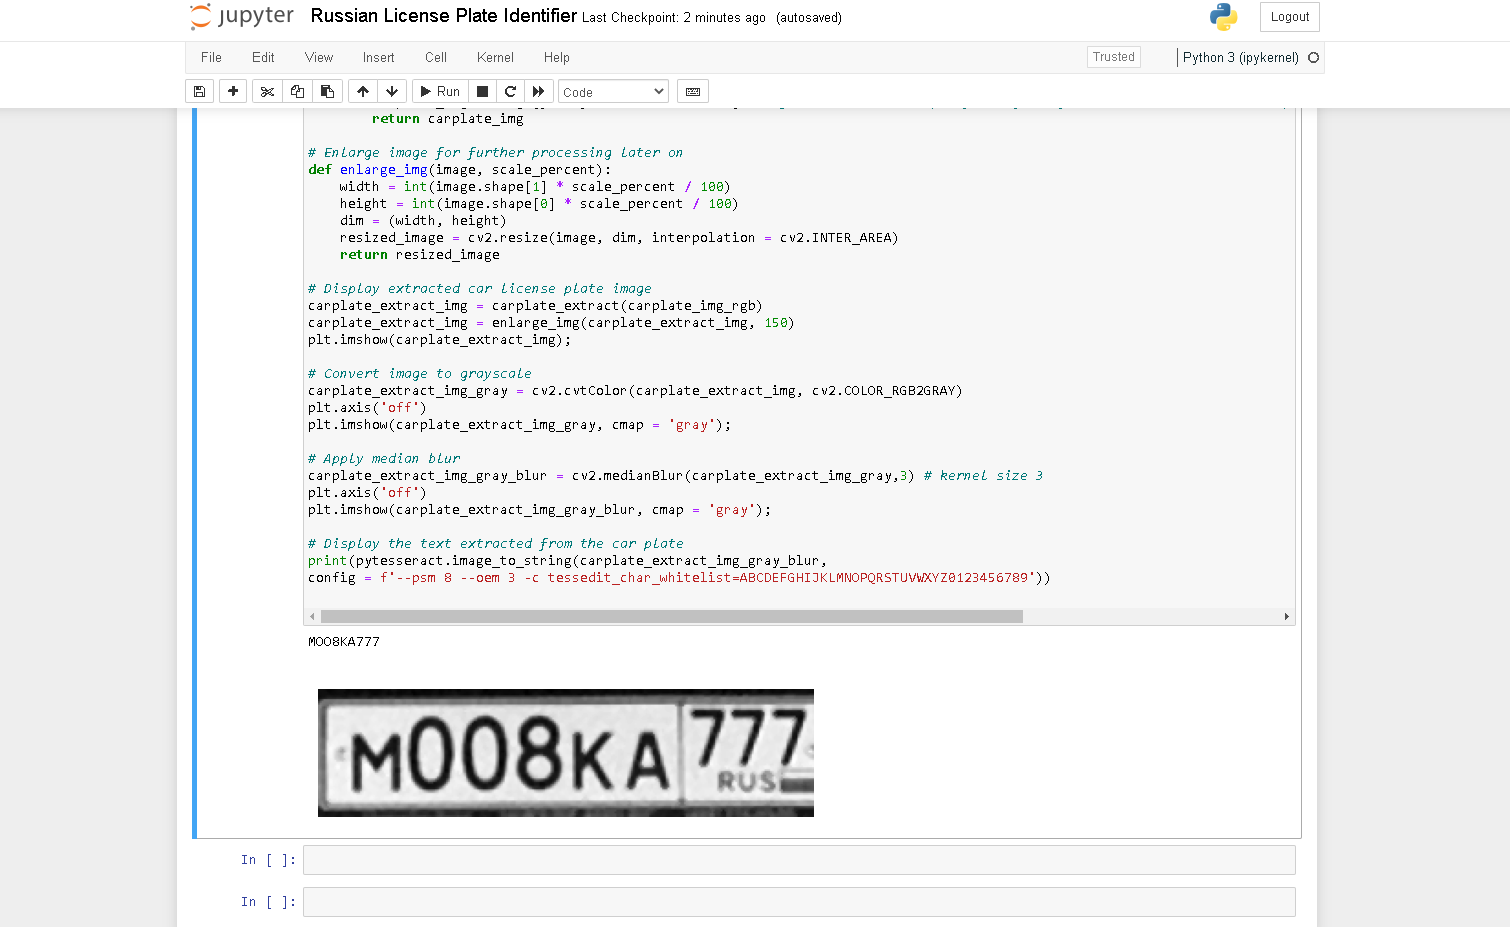 jupyter Russian License Plate Identifier Last Checkpoint: 2 minutes ago (autosaved) Logout
File Edit View Insert Cell Kernel Help Trusted Python 3 (ipykernel)
Run Code
return carplate_img
# Enlarge image for further processing later on
def enlarge_img(image, scale_percent):
width = int(image.shape[1] * scale_percent / 100)
height = int(image.shape[0] * scale_percent / 100)
dim = (width, height)
resized_image = cv2.resize(image, dim, interpolation = cv2.INTER_AREA)
return resized_image
# Display extracted car license plate image
carplate_extract_img = carplate_extract(carplate_img_rgb)
carplate_extract_img = enlarge_img(carplate_extract_img, 150)
plt.imshow(carplate_extract_img);
# Convert image to grayscale
carplate_extract_img_gray = cv2.cvtColor(carplate_extract_img, cv2.COLOR_RGB2GRAY)
plt.axis('off')
plt.imshow(carplate_extract_img_gray, cmap = 'gray');
# Apply median blur
carplate_extract_img_gray_blur = cv2.medianBlur(carplate_extract_img_gray,3) # kernel size 3
plt.axis('off')
plt.imshow(carplate_extract_img_gray_blur, cmap = 'gray');
# Display the text extracted from the car plate
print(pytesseract.image_to_string(carplate_extract_img_gray_blur,
config = f'--psm 8 --oem 3 -c tessedit_char_whitelist=ABCDEFGHIJKLMNOPQRSTUVWXYZ0123456789'))
MOO8KA777
M008KA 777
RUS
In [ ]:
In [ ]: